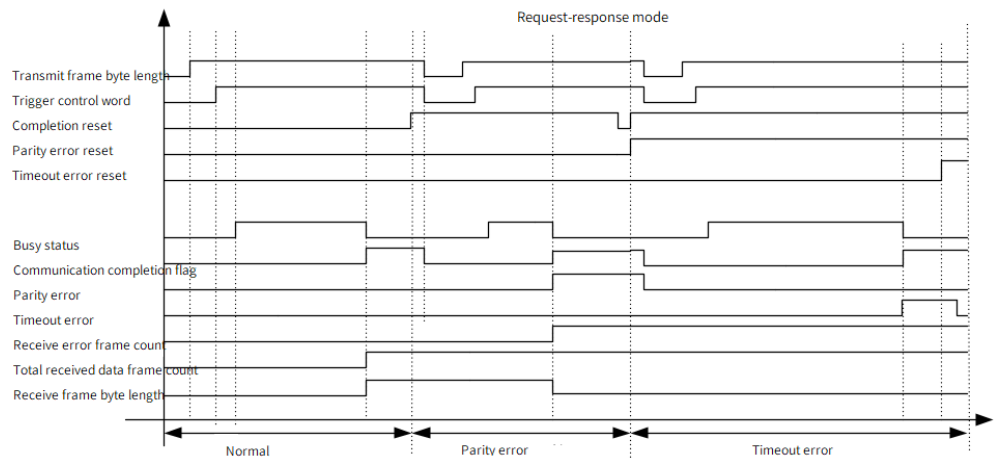 Request-response mode
Transmit frame byte length
Trigger control word
Completion reset
Parity error reset
Timeout error reset
Busy status
Communication completion flag
Parity error
Timeout error
Receive error frame count
Total received data frame count
Receive frame byte length
Normal
Parity error
Timeout error